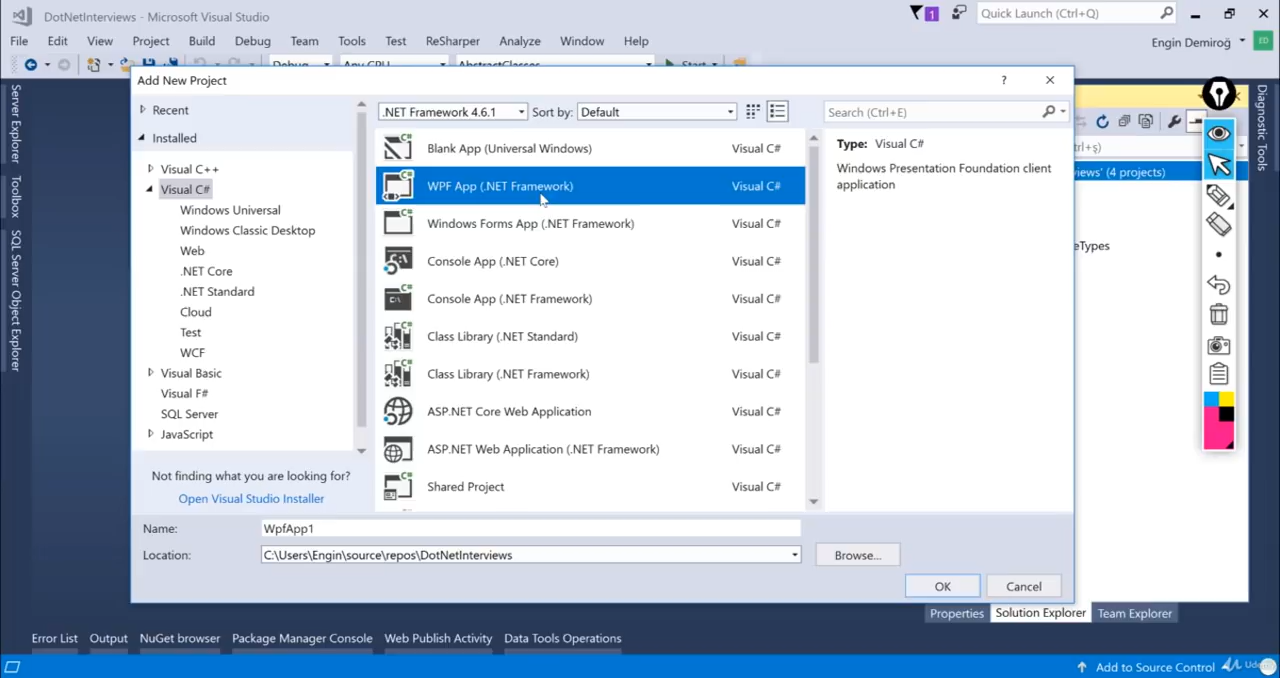 DotNetInterviews - Microsoft Visual Studio
1
Quick Launch (Ctrl+Q)
File Edit View Project Build Debug Team Tools Test ReSharper Analyze Window Help
Engin Demiroğ
ED
Debug Any CPU AbstractClasses Start
Add New Project
?
Server Explorer
Toolbox
SQL Server Object Explorer
Diagnostic Tools
Recent
Installed
Visual C++
Visual C#
Windows Universal
Windows Classic Desktop
Web
.NET Core
.NET Standard
Cloud
Test
WCF
Visual Basic
Visual F#
SQL Server
JavaScript
Not finding what you are looking for?
Open Visual Studio Installer
.NET Framework 4.6.1 Sort by: Default
Search (Ctrl+E)
Blank App (Universal Windows) Visual C#
WPF App (.NET Framework) Visual C#
Windows Forms App (.NET Framework) Visual C#
Console App (.NET Core) Visual C#
Console App (.NET Framework) Visual C#
Class Library (.NET Standard) Visual C#
Class Library (.NET Framework) Visual C#
ASP.NET Core Web Application Visual C#
ASP.NET Web Application (.NET Framework) Visual C#
Shared Project Visual C#
Type: Visual C#
Windows Presentation Foundation client
application
trl+ş)
iews' (4 projects)
eTypes
Name: WpfApp1
Location: C:\Users\Engin\source\repos\DotNetInterviews Browse...
OK Cancel
Properties Solution Explorer Team Explorer
Error List Output NuGet browser Package Manager Console Web Publish Activity Data Tools Operations
Add to Source Control